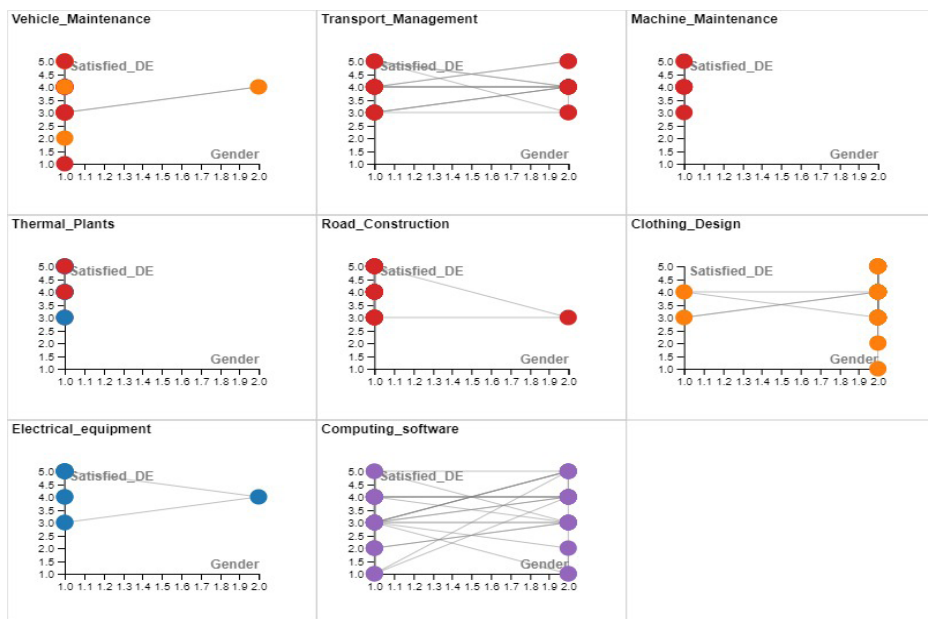 Vehicle_Maintenance
Satisfied_DE
5.0
4.5
4.0
3.5
3.0
2.5
2.0
1.5
1.0
Gender
1.0 1.1 1.2 1.3 1.4 1.5 1.6 1.7 1.8 1.9 2.0
Transport_Management
Satisfied_DE
5.0
4.5
4.0
3.5
3.0
2.5
2.0
1.5
1.0
Gender
1.0 1.1 1.2 1.3 1.4 1.5 1.6 1.7 1.8 1.9 2.0
Machine_Maintenance
Satisfied_DE
5.0
4.5
4.0
3.5
3.0
2.5
2.0
1.5
1.0
Gender
1.0 1.1 1.2 1.3 1.4 1.5 1.6 1.7 1.8 1.9 2.0
Thermal_Plants
Satisfied_DE
5.0
4.5
4.0
3.5
3.0
2.5
2.0
1.5
1.0
Gender
1.0 1.1 1.2 1.3 1.4 1.5 1.6 1.7 1.8 1.9 2.0
Road_Construction
Satisfied_DE
5.0
4.5
4.0
3.5
3.0
2.5
2.0
1.5
1.0
Gender
1.0 1.1 1.2 1.3 1.4 1.5 1.6 1.7 1.8 1.9 2.0
Clothing_Design
Satisfied_DE
5.0
4.5
4.0
3.5
3.0
2.5
2.0
1.5
1.0
Gender
1.0 1.1 1.2 1.3 1.4 1.5 1.6 1.7 1.8 1.9 2.0
Electrical_equipment
Satisfied_DE
5.0
4.5
4.0
3.5
3.0
2.5
2.0
1.5
1.0
Gender
1.0 1.1 1.2 1.3 1.4 1.5 1.6 1.7 1.8 1.9 2.0
Computing_software
Satisfied_DE
5.0
4.5
4.0
3.5
3.0
2.5
2.0
1.5
1.0
Gender
1.0 1.1 1.2 1.3 1.4 1.5 1.6 1.7 1.8 1.9 2.0